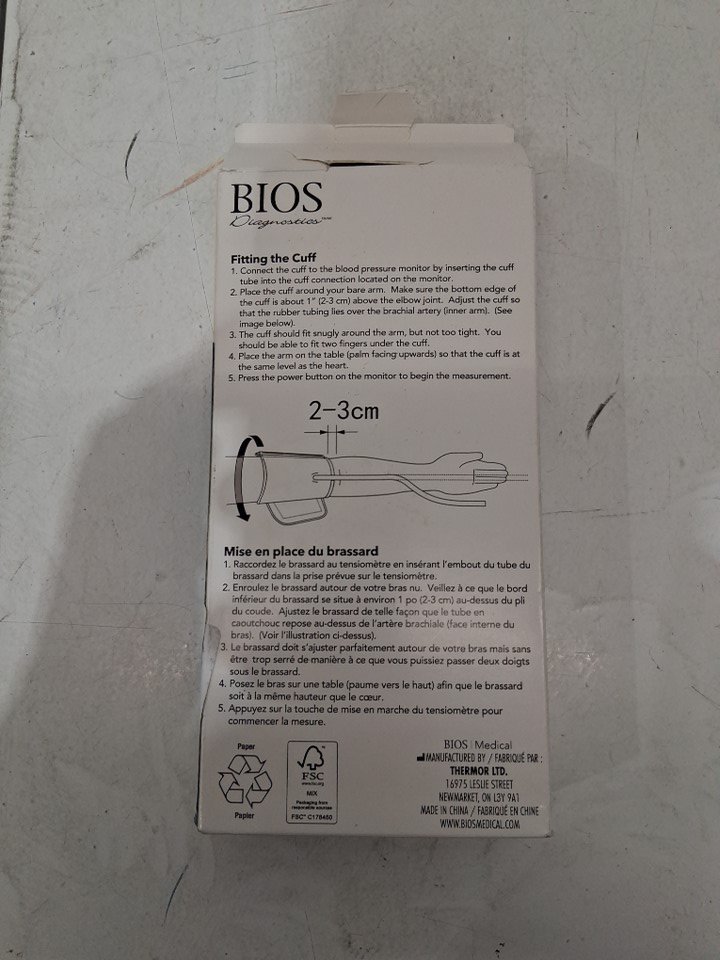 BIOS
Diagnostics™
Fitting the Cuff
1. Connect the cuff to the blood pressure monitor by inserting the cuff
tube into the cuff connection located on the monitor.
2. Place the cuff around your bare arm. Make sure the bottom edge of
the cuff is about 1" (2-3 cm) above the elbow joint. Adjust the cuff so
that the rubber tubing lies over the brachial artery (inner arm). (See
image below).
3. The cuff should fit snugly around the arm, but not too tight. You
should be able to fit two fingers under the cuff.
4. Place the arm on the table (palm facing upwards) so that the cuff is at
the same level as the heart.
5. Press the power button on the monitor to begin the measurement.
2-3cm
Mise en place du brassard
1. Raccordez le brassard au tensiomètre en insérant l'embout du tube du
brassard dans la prise prévue sur le tensiomètre.
2. Enroulez le brassard autour de votre bras nu. Veillez à ce que le bord
inférieur du brassard se situe à environ 1 po (2-3 cm) au-dessus du pli
du coude. Ajustez le brassard de telle façon que le tube en
caoutchouc repose au-dessus de l'artère brachiale (face interne du
bras). (Voir l'illustration ci-dessus).
3. Le brassard doit s'ajuster parfaitement autour de votre bras mais sans
être trop serré de manière à ce que vous puissiez passer deux doigts
sous le brassard.
4. Posez le bras sur une table (paume vers le haut) afin que le brassard
soit à la même hauteur que le cœur.
5. Appuyez sur la touche de mise en marche du tensiomètre pour
commencer la mesure.
Paper
Papier
FSC
www.fsc.org
MIX
Packaging from
responsible sources
FSC® C178450
BIOS | Medical
MANUFACTURED BY / FABRIQUÉ PAR :
THERMOR LTD.
16975 LESLIE STREET
NEWMARKET, ON L3Y 9A1
MADE IN CHINA / FABRIQUÉ EN CHINE
WWW.BIOSMEDICAL.COM